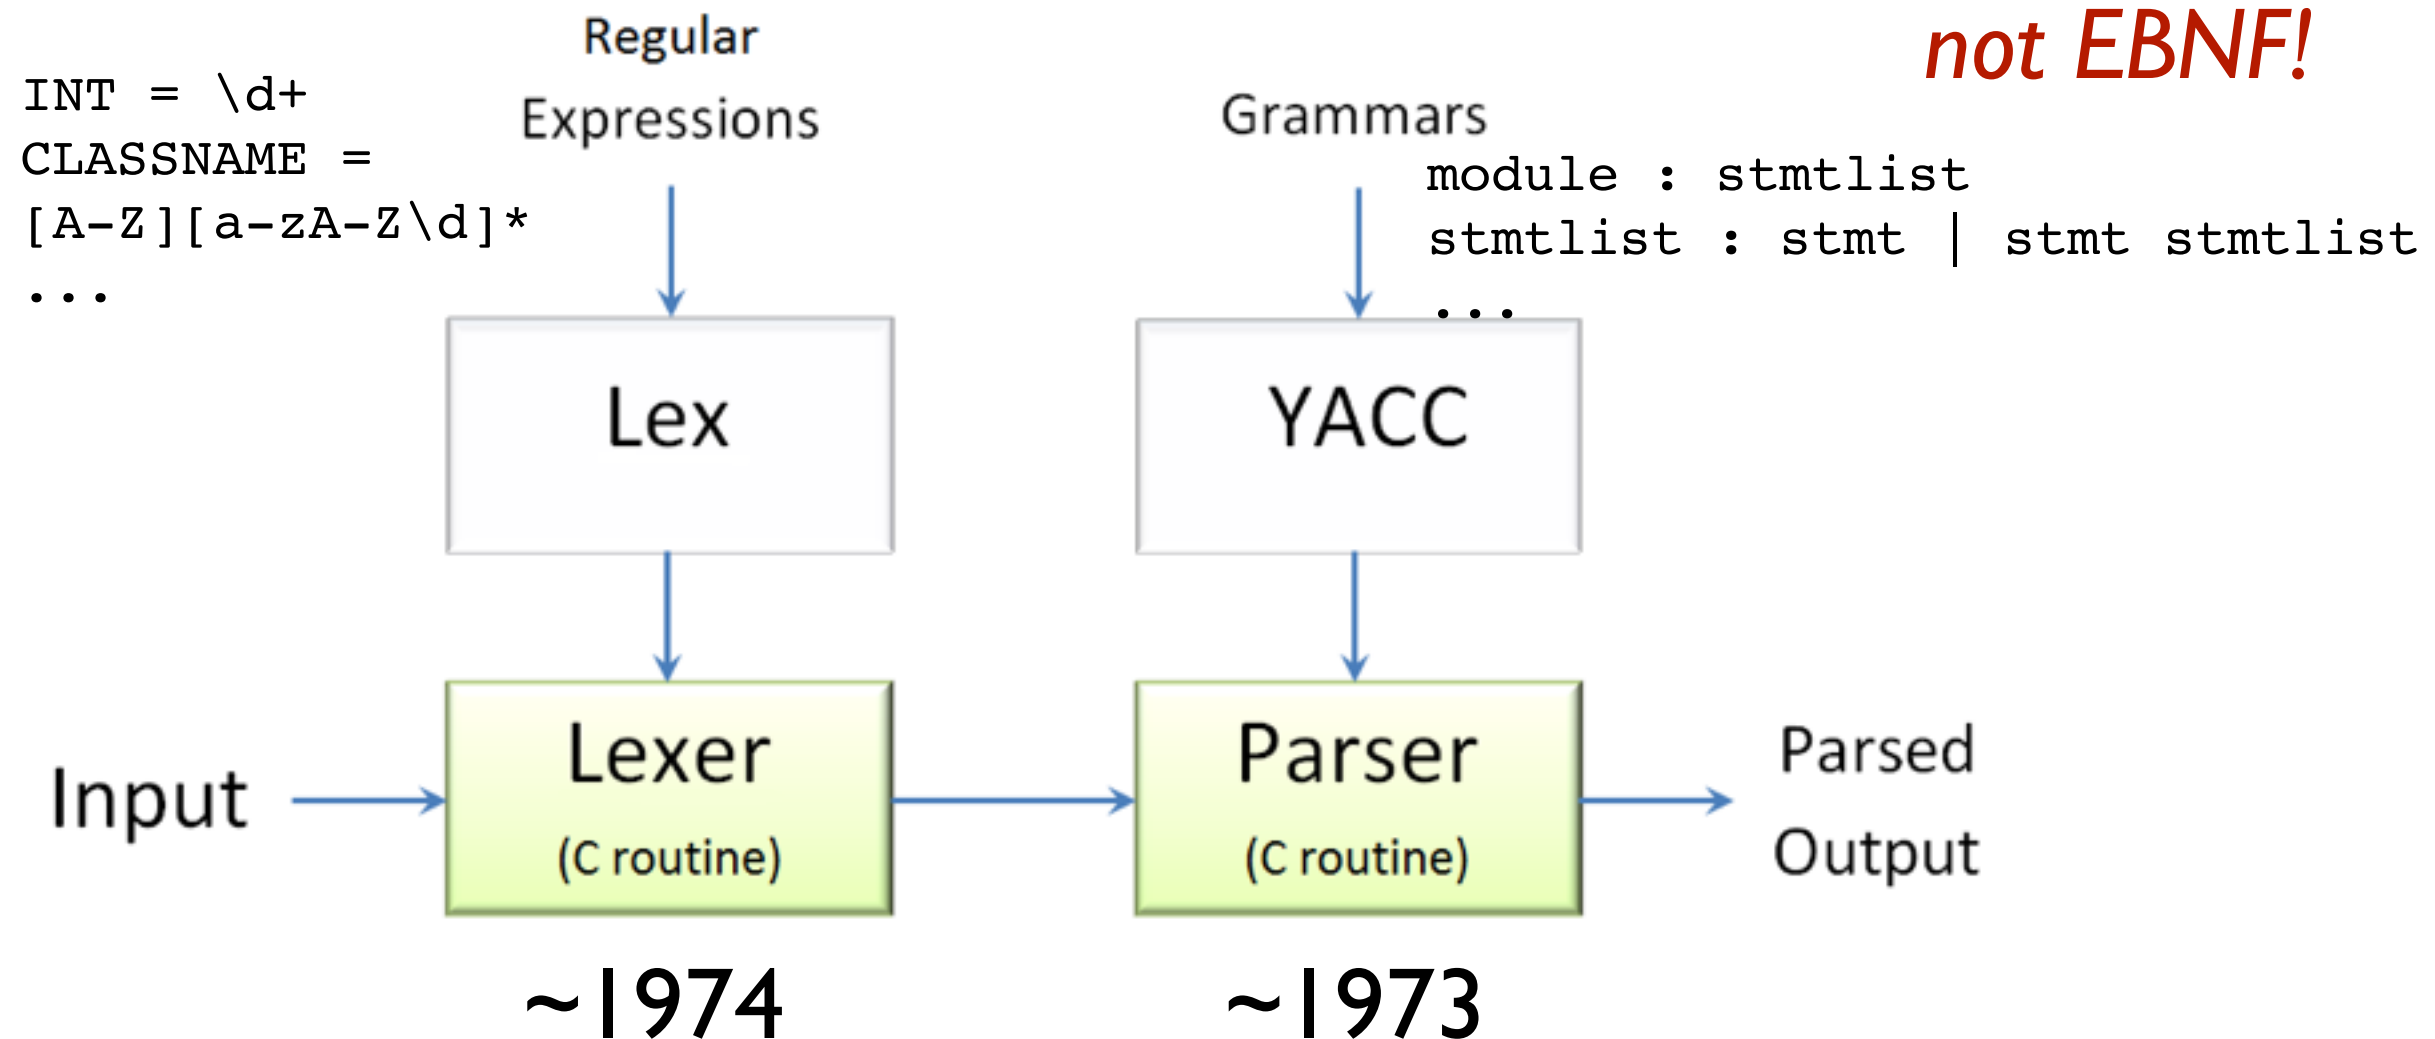 not EBNF!
Regular
Expressions
INT = \d+
CLASSNAME =
[A-Z][a-zA-Z\d]*
...
Grammars
module : stmtlist
stmtlist : stmt | stmt stmtlist
...
Lex
YACC
Input
Lexer
(C routine)
Parser
(C routine)
Parsed
Output
~1974
~1973